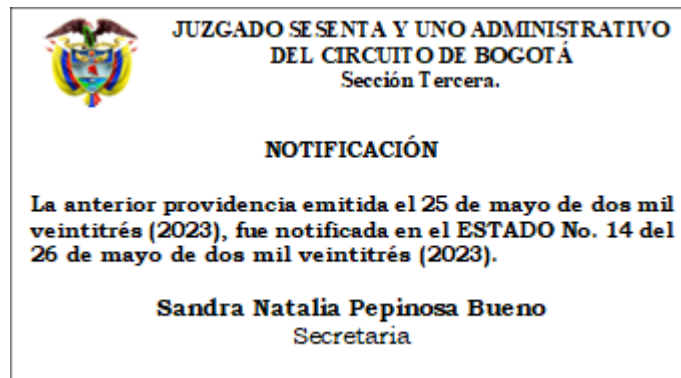 JUZGADO SESENTA Y UNO ADMINISTRATIVO
DEL CIRCUITO DE BOGOTÁ
Sección Tercera.
NOTIFICACIÓN
La anterior providencia emitida el 25 de mayo de dos mil
veintitrés (2023), fue notificada en el ESTADO No. 14 del
26 de mayo de dos mil veintitrés (2023).
Sandra Natalia Pepinosa Bueno
Secretaria